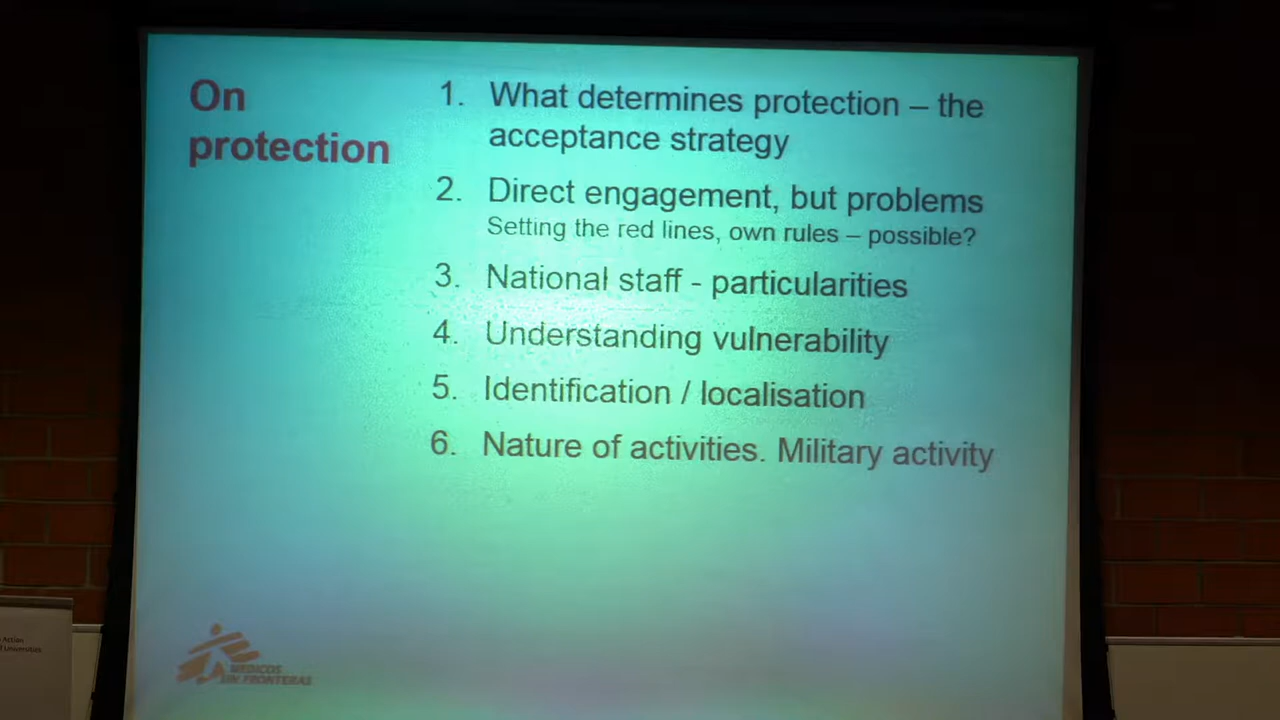 On
protection
1. What determines protection – the
acceptance strategy
2. Direct engagement, but problems
Setting the red lines, own rules – possible?
3. National staff - particularities
4. Understanding vulnerability
5. Identification / localisation
6. Nature of activities. Military activity
MEDICOS
SIN FRONTERAS
Action
Universities